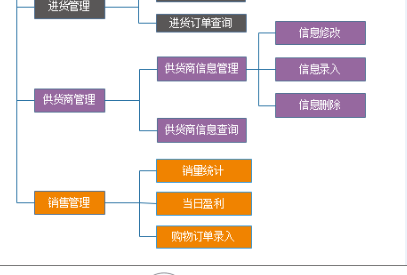 进货管理
进货订单查询
供货商管理
供货商信息管理
信息修改
信息录入
信息删除
供货商信息查询
销售管理
销量统计
当日盈利
购物订单录入